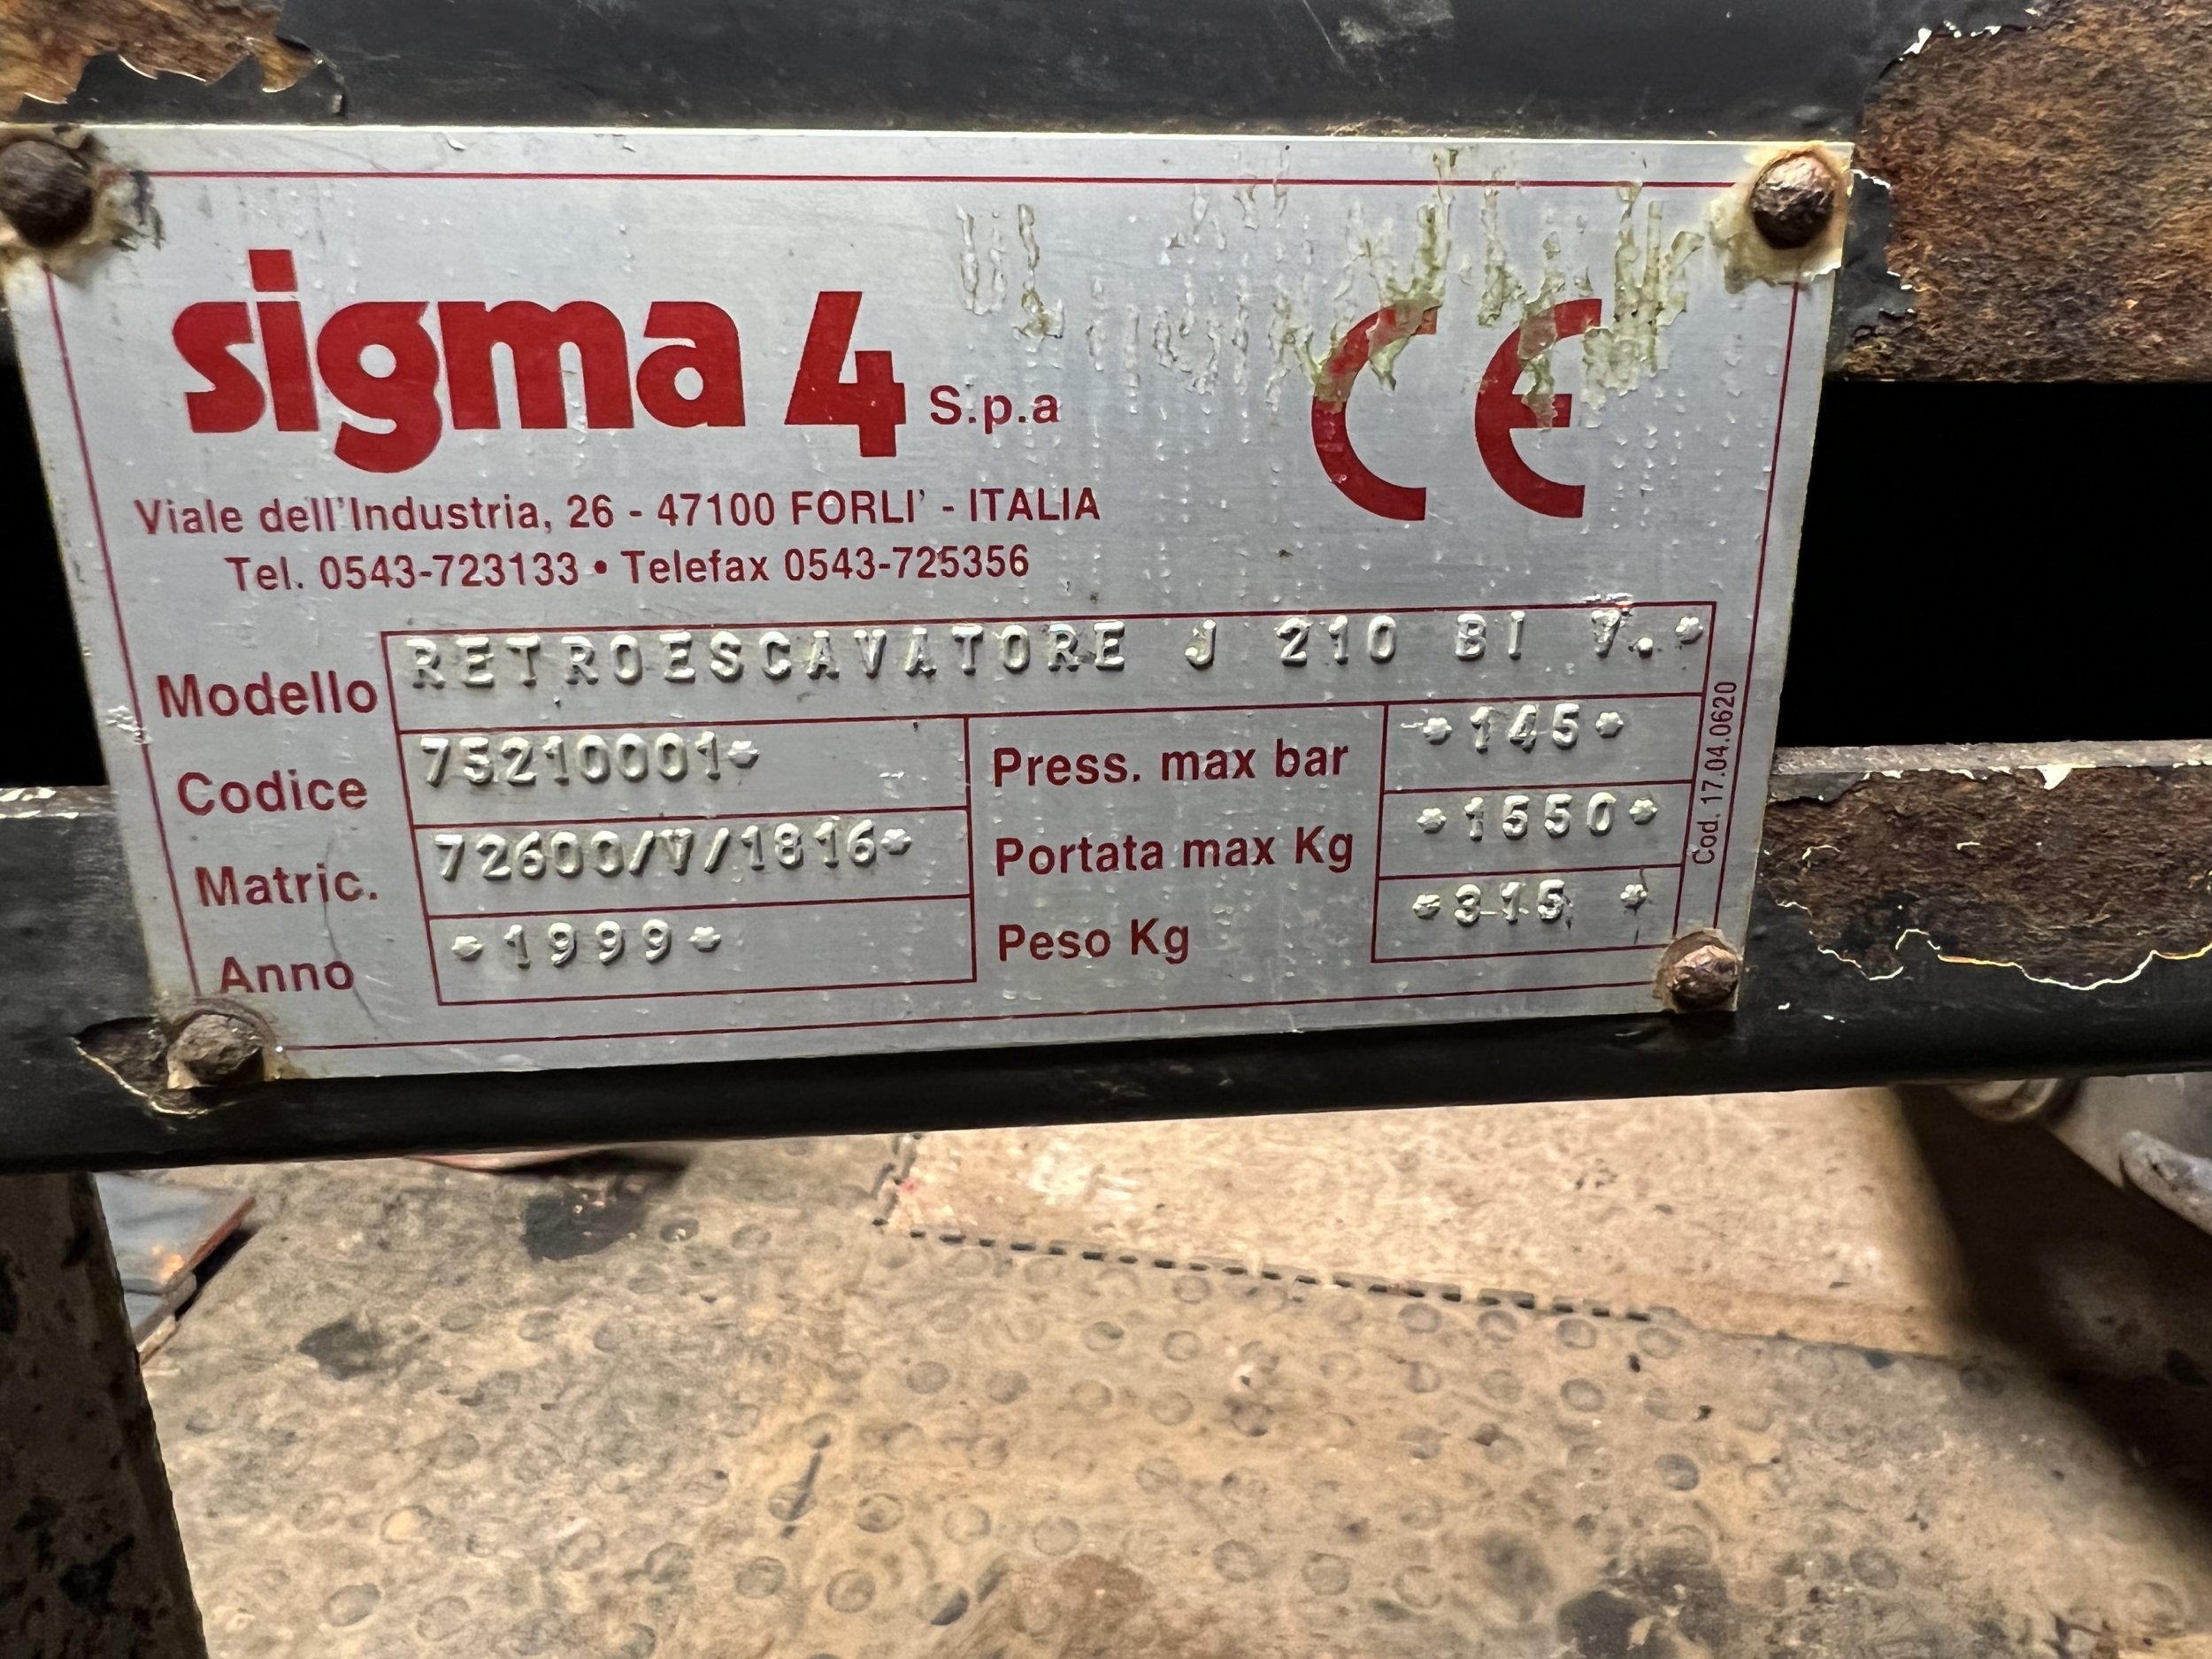 sigma 4 S.p.a CE
Viale dell'Industria, 26 - 47100 FORLI' - ITALIA
Tel. 0543-723133 • Telefax 0543-725356
Modello RETROESCAVATORE J 210 BI V.*
Codice 75210001*
Press. max bar *145*
Matric. 72600/V/1816*
Portata max Kg *1550*
Anno *1999*
Peso Kg *315 *
Cod. 17.04.0620